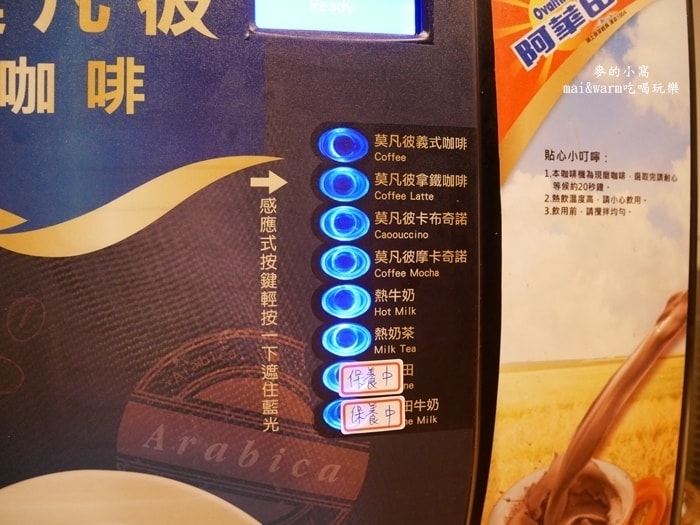 Ready
凡彼
咖啡
莫凡彼義式咖啡
Coffee
莫凡彼拿鐵咖啡
Coffee Latte
莫凡彼卡布奇諾
Caooucino
莫凡彼摩卡奇諾
Coffee Mocha
熱牛奶
Hot Milk
熱奶茶
Milk Tea
保養中
田
ne
保養中
田牛奶
ne Milk
感應式按鍵輕按一下遮住藍光
Arabica
阿華田
麥的小窩
mai&warm吃喝玩樂
貼心小叮嚀：
1.本咖啡機為現磨咖啡，選取完請耐心
等候約20秒鐘。
2.熱飲溫度高，請小心飲用。
3.飲用前，請攪拌均勻。